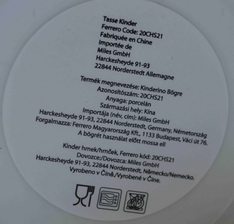 Tasse Kinder
Ferrero Code: 20CHS21
Fabriquée en Chine
Importée de
Miles GmbH
Harckesheyde 91-93,
22844 Norderstedt Allemagne
Termék megnevezése: Kinderino Bögre
Azonosítószám: 20CHS21
Anyaga: porcelán
Származási hely: Kína
Importálja (név, cím): Miles GmbH
Harckesheyde 91-93, 22844 Norderstedt, Germany, Németország
Forgalmazza: Ferrero Magyarország Kft., 1133 Budapest, Váci út 76.
A bögrét használat előtt mossa el!
Kinder hrnek/hrnček, Ferrero kód: 20CHS21
Dovozce/Dovozca: Miles GmbH
Harckesheyde 91-93, 22844 Norderstedt, Německo/Nemecko.
Vyrobeno v Číně/Vyrobené v Číne.